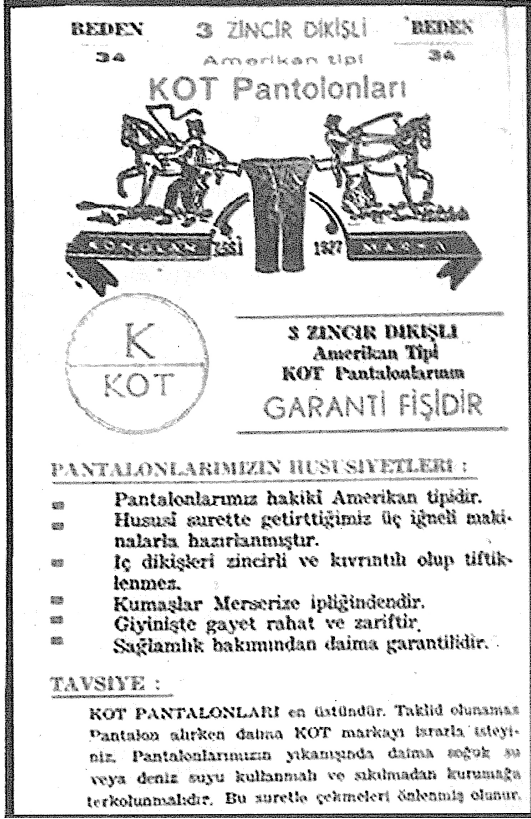 BEDEN 3 ZİNCİR DİKİŞLİ BEDEN
34 Amerikan tipi 34
KOT Pantolonları
KONULAN 1827 MARKA
K
KOT
3 ZİNCİR DİKİŞLİ
Amerikan Tipi
KOT Pantalonlarının
GARANTİ FİŞİDİR
PANTALONLARIMIZIN HUSUSİYETLERİ :
Pantalonlarımız hakiki Amerikan tipidir.
Hususî surette getirttiğimiz üç iğneli maki-
nalarla hazırlanmıştır.
İç dikişleri zincirli ve kıvrıntılı olup tiftik-
lenmez.
Kumaşlar Merserize ipliğindendir.
Giyinişte gayet rahat ve zariftir.
Sağlamlık bakımından daima garantilidir.
TAVSİYE :
KOT PANTALONLARI en üstündür. Taklid olunamaz
Pantalon alırken daima KOT markayı ısrarla isteyi-
niz. Pantalonlarımızın yıkanışında daima soğuk su
veya deniz suyu kullanmalı ve sıkılmadan kurumağa
terkolunmalıdır. Bu suretle çekmeleri önlenmiş olunur.